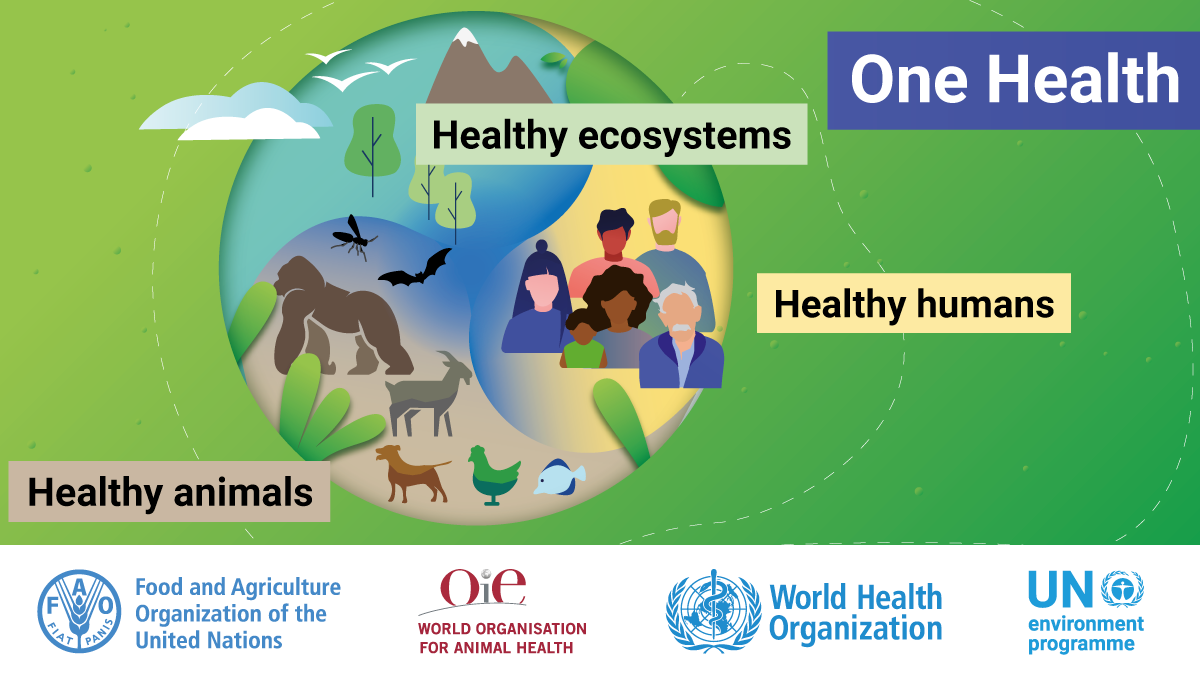 One Health
Healthy ecosystems
Healthy humans
Healthy animals
F A O
FIAT PANIS
Food and Agriculture
Organization of the
United Nations
OiE
WORLD ORGANISATION
FOR ANIMAL HEALTH
World Health
Organization
UN
environment
programme